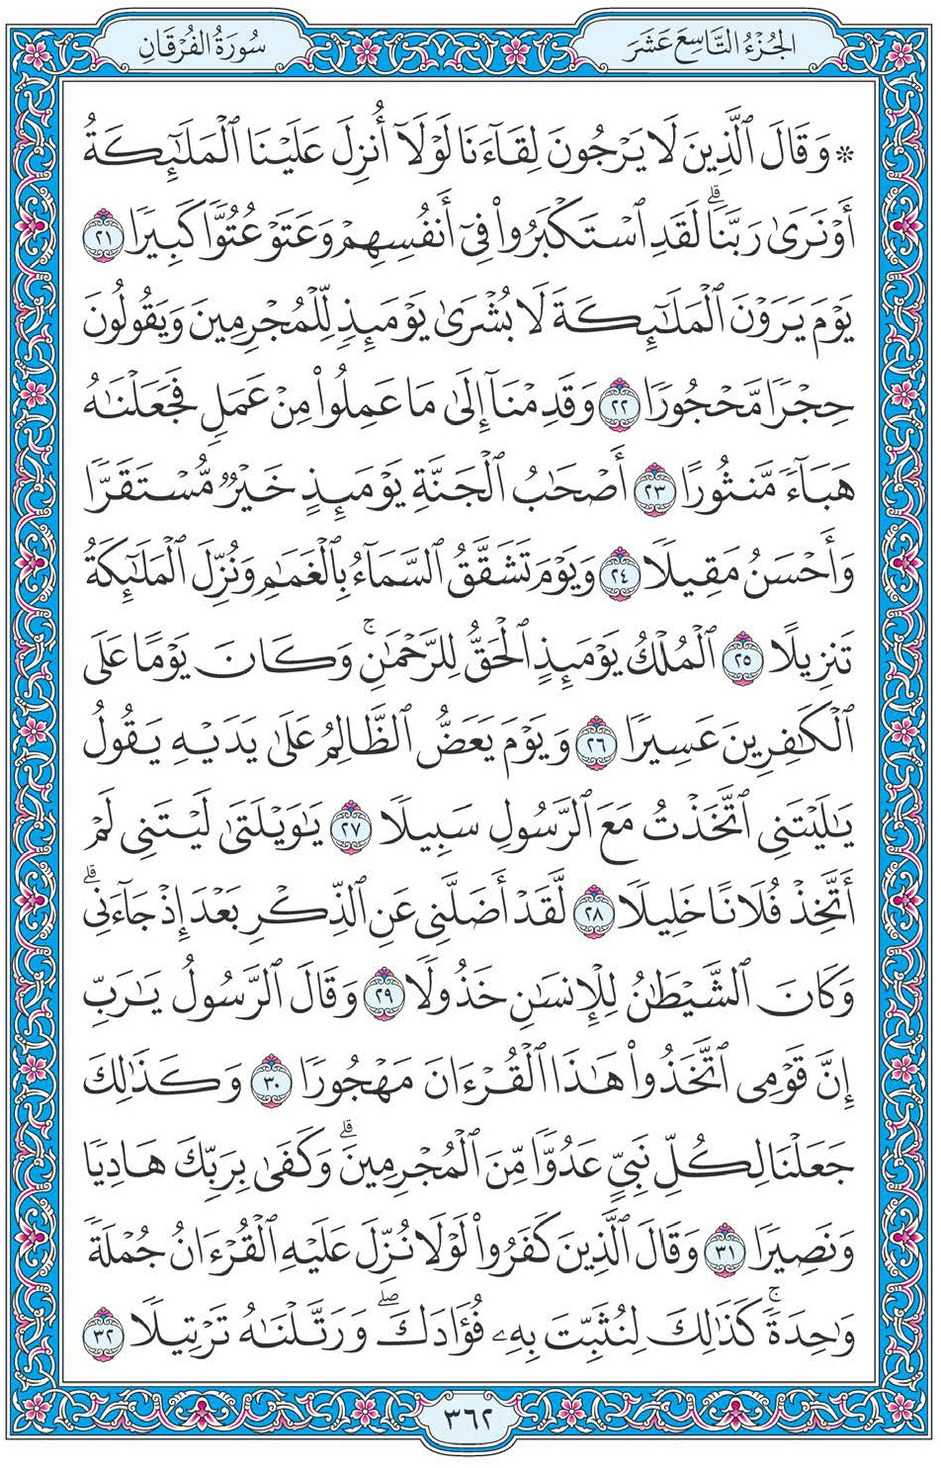 الجُزْءُ التَّاسِعَ عَشَرَ
سُورَةُ الفُرْقَانِ
۞ وَقَالَ ٱلَّذِينَ لَا يَرْجُونَ لِقَآءَنَا لَوْلَآ أُنزِلَ عَلَيْنَا ٱلْمَلَٰٓئِكَةُ
أَوْ نَرَىٰ رَبَّنَاۗ لَقَدِ ٱسْتَكْبَرُوا۟ فِىٓ أَنفُسِهِمْ وَعَتَوْ عُتُوًّا كَبِيرًا ٢١
يَوْمَ يَرَوْنَ ٱلْمَلَٰٓئِكَةَ لَا بُشْرَىٰ يَوْمَئِذٍ لِّلْمُجْرِمِينَ وَيَقُولُونَ
حِجْرًا مَّحْجُورًا ٢٢ وَقَدِمْنَآ إِلَىٰ مَا عَمِلُوا۟ مِنْ عَمَلٍ فَجَعَلْنَٰهُ
هَبَآءً مَّنثُورًا ٢٣ أَصْحَٰبُ ٱلْجَنَّةِ يَوْمَئِذٍ خَيْرٌ مُّسْتَقَرًّا
وَأَحْسَنُ مَقِيلًا ٢٤ وَيَوْمَ تَشَقَّقُ ٱلسَّمَآءُ بِٱلْغَمَٰمِ وَنُزِّلَ ٱلْمَلَٰٓئِكَةُ
تَنزِيلًا ٢٥ ٱلْمُلْكُ يَوْمَئِذٍ ٱلْحَقُّ لِلرَّحْمَٰنِۚ وَكَانَ يَوْمًا عَلَى
ٱلْكَٰفِرِينَ عَسِيرًا ٢٦ وَيَوْمَ يَعَضُّ ٱلظَّالِمُ عَلَىٰ يَدَيْهِ يَقُولُ
يَٰلَيْتَنِى ٱتَّخَذْتُ مَعَ ٱلرَّسُولِ سَبِيلًا ٢٧ يَٰوَيْلَتَىٰ لَيْتَنِى لَمْ
أَتَّخِذْ فُلَانًا خَلِيلًا ٢٨ لَّقَدْ أَضَلَّنِى عَنِ ٱلذِّكْرِ بَعْدَ إِذْ جَآءَنِىۗ
وَكَانَ ٱلشَّيْطَٰنُ لِلْإِنسَٰنِ خَذُولًا ٢٩ وَقَالَ ٱلرَّسُولُ يَٰرَبِّ
إِنَّ قَوْمِى ٱتَّخَذُوا۟ هَٰذَا ٱلْقُرْءَانَ مَهْجُورًا ٣٠ وَكَذَٰلِكَ
جَعَلْنَا لِكُلِّ نَبِىٍّ عَدُوًّا مِّنَ ٱلْمُجْرِمِينَۗ وَكَفَىٰ بِرَبِّكَ هَادِيًا
وَنَصِيرًا ٣١ وَقَالَ ٱلَّذِينَ كَفَرُوا۟ لَوْلَا نُزِّلَ عَلَيْهِ ٱلْقُرْءَانُ جُمْلَةً
وَٰحِدَةًۚ كَذَٰلِكَ لِنُثَبِّتَ بِهِۦ فُؤَادَكَۖ وَرَتَّلْنَٰهُ تَرْتِيلًا ٣٢
٣٦٢